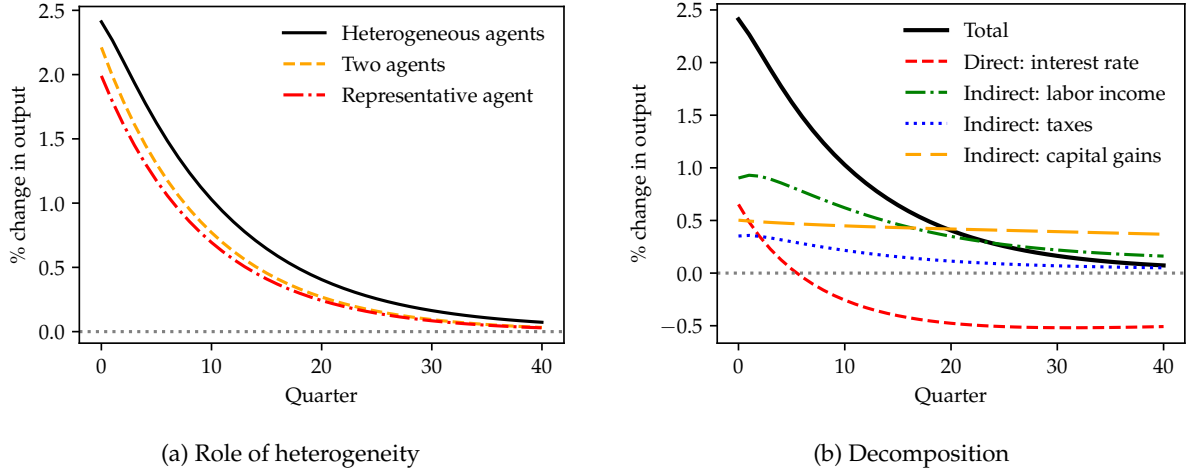 2.5
2.0
1.5
1.0
0.5
0.0
% change in output
Heterogeneous agents
Two agents
Representative agent
0
10
20
30
40
Quarter
(a) Role of heterogeneity
2.5
2.0
1.5
1.0
0.5
0.0
−0.5
% change in output
Total
Direct: interest rate
Indirect: labor income
Indirect: taxes
Indirect: capital gains
0
10
20
30
40
Quarter
(b) Decomposition